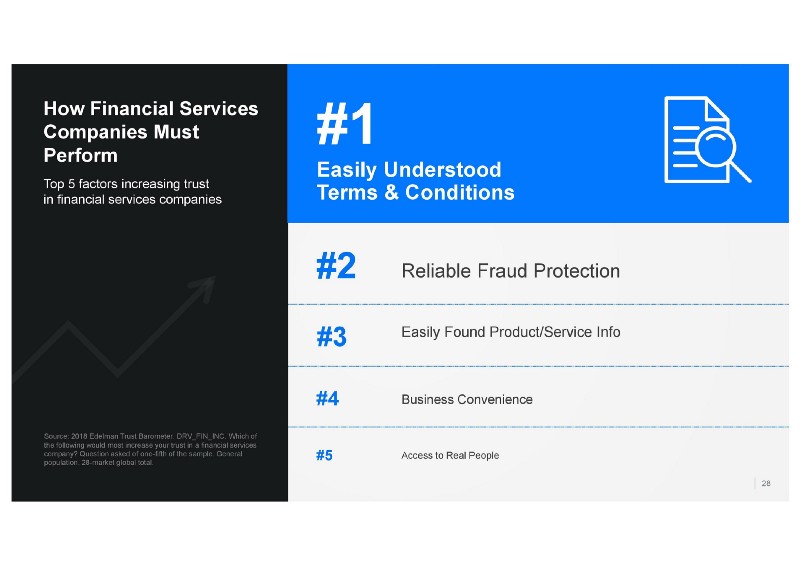 How Financial Services
Companies Must
Perform
Top 5 factors increasing trust
in financial services companies
Source: 2018 Edelman Trust Barometer. DRV_FIN_INC. Which of
the following would most increase your trust in a financial services
company? Question asked of one-fifth of the sample. General
population, 28-market global total.
#1
Easily Understood
Terms & Conditions
#2 Reliable Fraud Protection
#3 Easily Found Product/Service Info
#4 Business Convenience
#5 Access to Real People
26